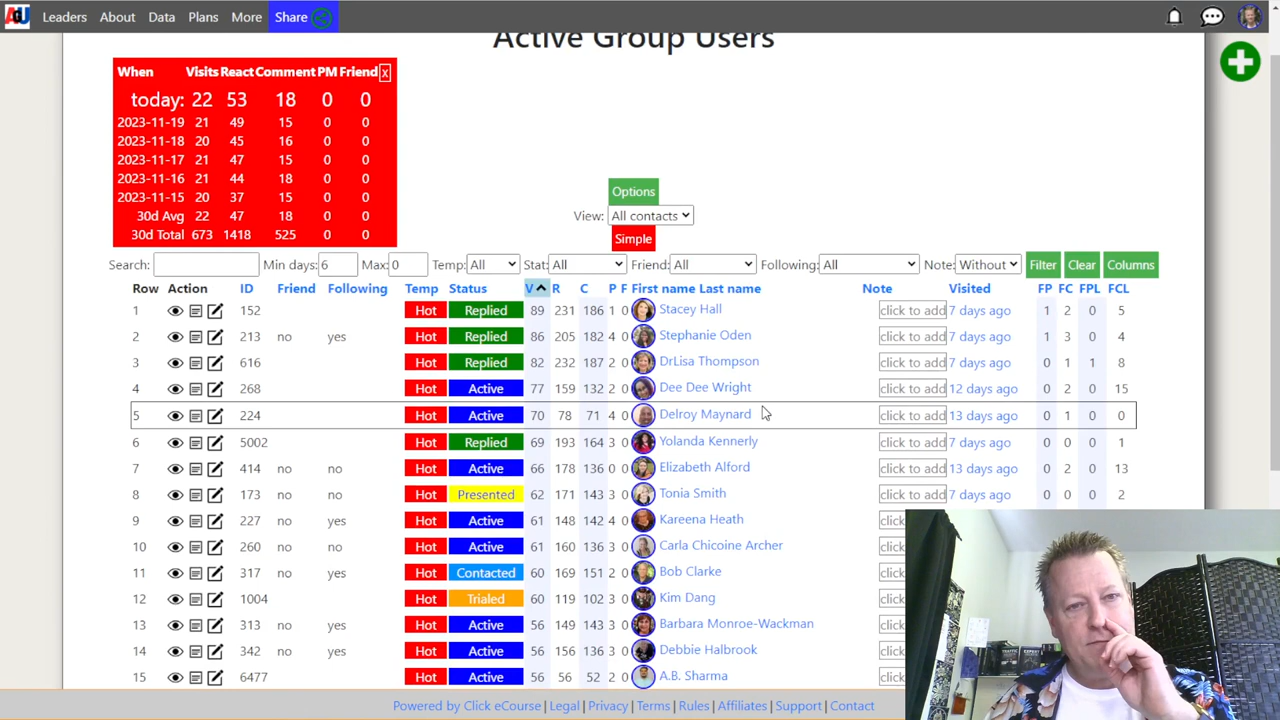 AGU Leaders About Data Plans More Share
Active Group Users
When Visits React Comment PM Friend X
today: 22 53 18 0 0
2023-11-19 21 49 15 0 0
2023-11-18 20 45 16 0 0
2023-11-17 21 47 15 0 0
2023-11-16 21 44 18 0 0
2023-11-15 20 37 15 0 0
30d Avg 22 47 18 0 0
30d Total 673 1418 525 0 0
Options
View: All contacts
Simple
Search: Min days: 6 Max: 0 Temp: All Stat: All Friend: All Following: All Note: Without Filter Clear Columns
Row Action ID Friend Following Temp Status V R C P F First name Last name Note Visited FP FC FPL FCL
1 152 Hot Replied 89 231 186 1 0 Stacey Hall click to add 7 days ago 1 2 0 5
2 213 no yes Hot Replied 86 205 182 4 0 Stephanie Oden click to add 7 days ago 1 3 0 4
3 616 Hot Replied 82 232 187 2 0 DrLisa Thompson click to add 7 days ago 0 1 1 8
4 268 Hot Active 77 159 132 2 0 Dee Dee Wright click to add 12 days ago 0 2 0 15
5 224 Hot Active 70 78 71 4 0 Delroy Maynard click to add 13 days ago 0 1 0 0
6 5002 Hot Replied 69 193 164 3 0 Yolanda Kennerly click to add 7 days ago 0 0 0 1
7 414 no no Hot Active 66 178 136 0 0 Elizabeth Alford click to add 13 days ago 0 2 0 13
8 173 no no Hot Presented 62 171 143 3 0 Tonia Smith click to add 7 days ago 0 0 0 2
9 227 no yes Hot Active 61 148 142 4 0 Kareena Heath click
10 260 no no Hot Active 61 160 136 3 0 Carla Chicoine Archer click
11 317 no yes Hot Contacted 60 169 151 2 0 Bob Clarke click
12 1004 Hot Trialed 60 119 102 3 0 Kim Dang click
13 313 no yes Hot Active 56 149 143 3 0 Barbara Monroe-Wackman click
14 342 no yes Hot Active 56 156 136 3 0 Debbie Halbrook click
15 6477 Hot Active 56 56 52 2 0 A.B. Sharma click
Powered by Click eCourse | Legal | Privacy | Terms | Rules | Affiliates | Support | Contact